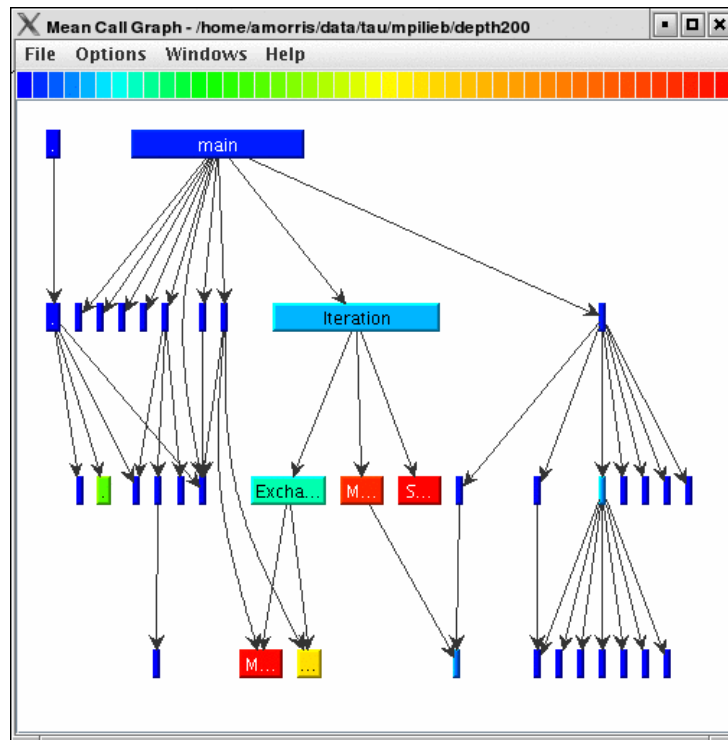 Mean Call Graph - /home/amorris/data/tau/mpilieb/depth200
File Options Windows Help
main
Iteration
Excha... M... S...
M... ...